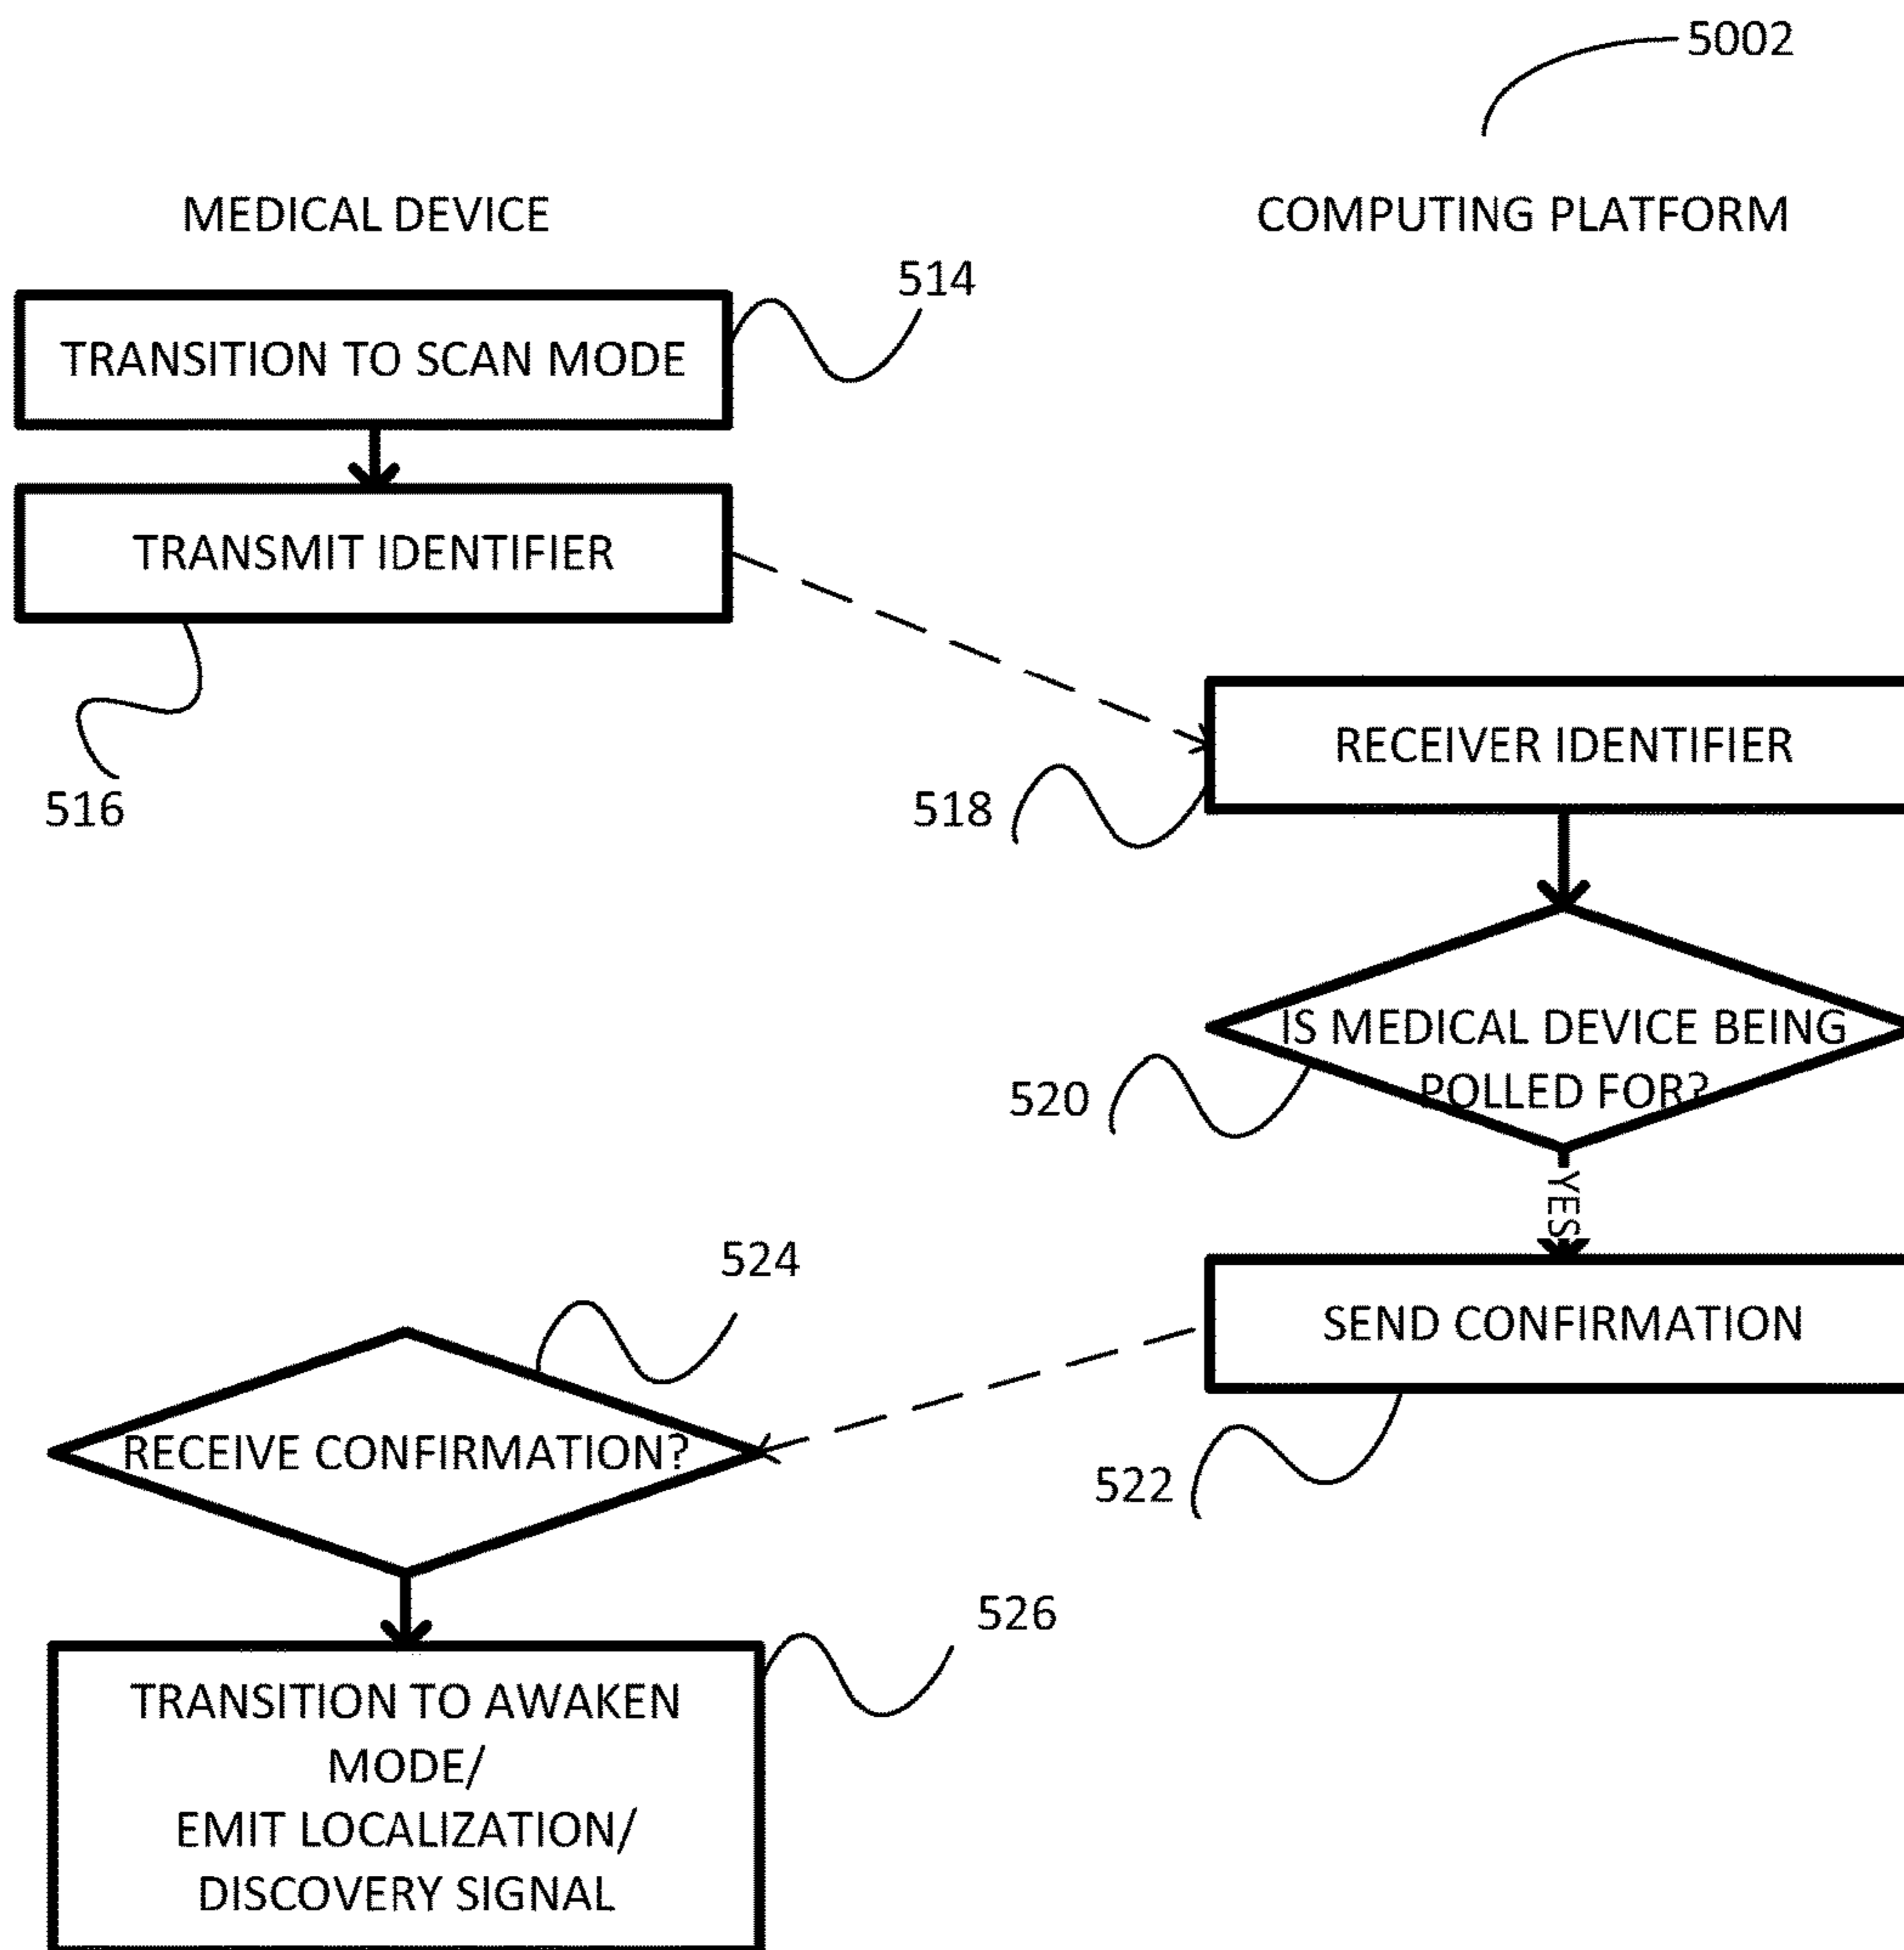 5002
MEDICAL DEVICE
COMPUTING PLATFORM
514
TRANSITION TO SCAN MODE
TRANSMIT IDENTIFIER
516
RECEIVER IDENTIFIER
518
IS MEDICAL DEVICE BEING
POLLED FOR?
520
YES
SEND CONFIRMATION
522
524
RECEIVE CONFIRMATION?
526
TRANSITION TO AWAKEN
MODE/
EMIT LOCALIZATION/
DISCOVERY SIGNAL